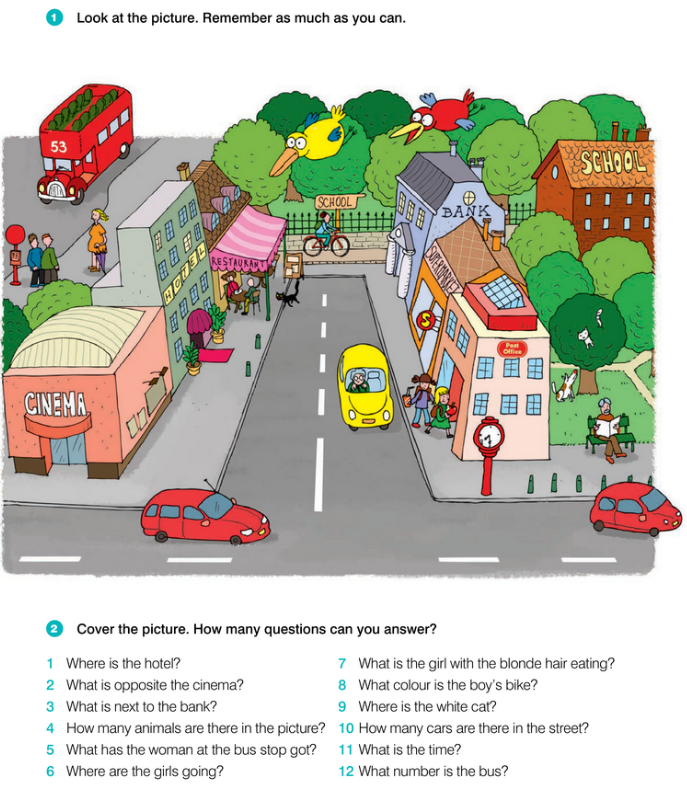 1 Look at the picture. Remember as much as you can.
53
SCHOOL
SCHOOL
BANK
RESTAURANT
HOTEL
SUPERMARKET
S
Post
Office
CINEMA
2 Cover the picture. How many questions can you answer?
1 Where is the hotel?
2 What is opposite the cinema?
3 What is next to the bank?
4 How many animals are there in the picture?
5 What has the woman at the bus stop got?
6 Where are the girls going?
7 What is the girl with the blonde hair eating?
8 What colour is the boy's bike?
9 Where is the white cat?
10 How many cars are there in the street?
11 What is the time?
12 What number is the bus?